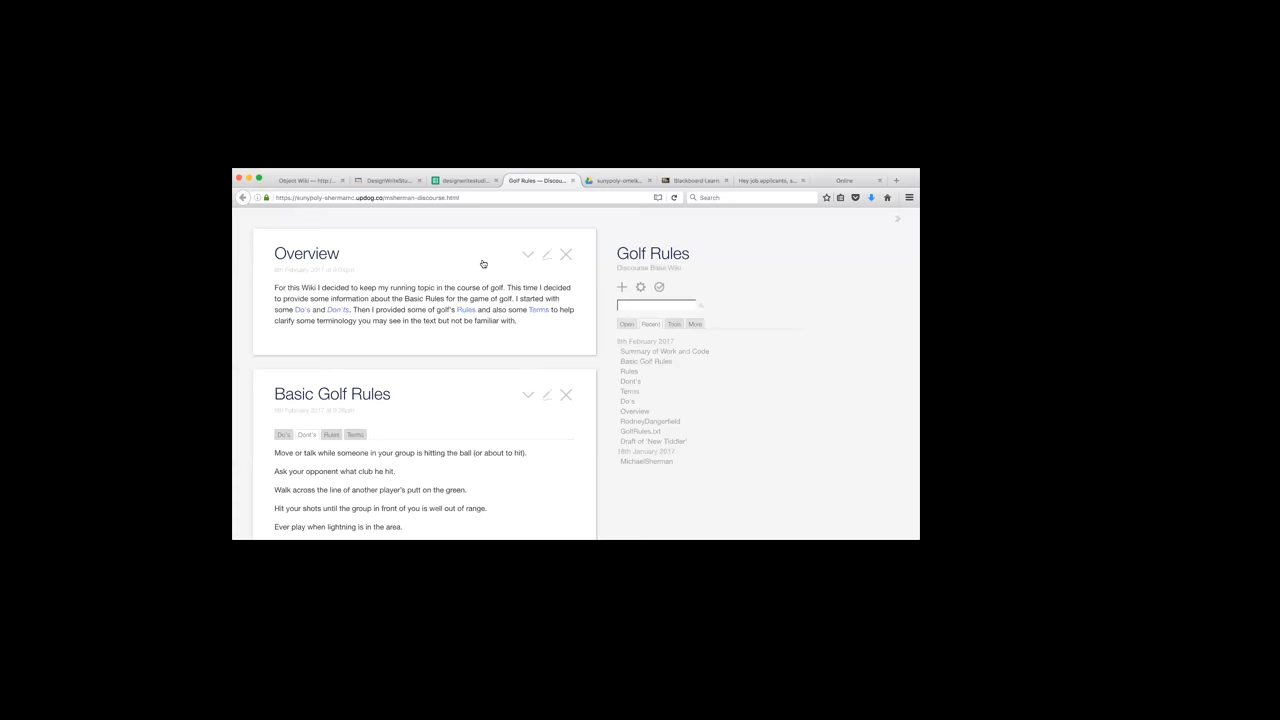 Object Wiki — http:/...
DesignWriteStu...
designwritestudi...
Golf Rules — Discou...
sunypoly-omeik...
Blackboard Learn
Hey job applicants, s...
Online
https://sunypoly-shermamc.updog.co/msherman-discourse.html
Search
Overview
8th February 2017 at 9:04pm
For this Wiki I decided to keep my running topic in the course of golf. This time I decided
to provide some information about the Basic Rules for the game of golf. I started with
some Do's and Don'ts. Then I provided some of golf's Rules and also some Terms to help
clarify some terminology you may see in the text but not be familiar with.
Basic Golf Rules
Do's Dont's Rules Terms
Move or talk while someone in your group is hitting the ball (or about to hit).
Ask your opponent what club he hit.
Walk across the line of another player's putt on the green.
Hit your shots until the group in front of you is well out of range.
Ever play when lightning is in the area.
Golf Rules
Discourse Base Wiki
Open Recent Tools More
8th February 2017
Summary of Work and Code
Basic Golf Rules
Rules
Dont's
Terms
Do's
Overview
RodneyDangerfield
GolfRules.txt
Draft of 'New Tiddler'
18th January 2017
MichaelSherman